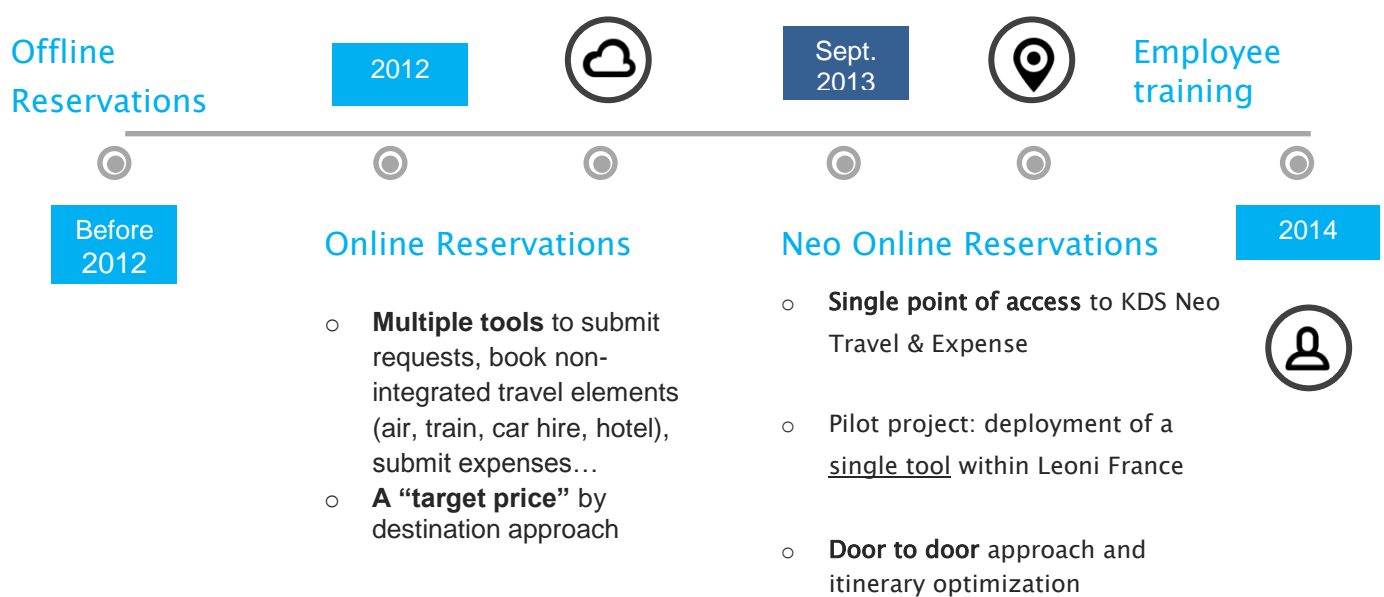 Offline
Reservations
2012
Sept.
2013
Employee
training
Before
2012
Online Reservations
o Multiple tools to submit
requests, book non-
integrated travel elements
(air, train, car hire, hotel),
submit expenses…
o A “target price” by
destination approach
Neo Online Reservations
o Single point of access to KDS Neo
Travel & Expense
o Pilot project: deployment of a
single tool within Leoni France
o Door to door approach and
itinerary optimization
2014